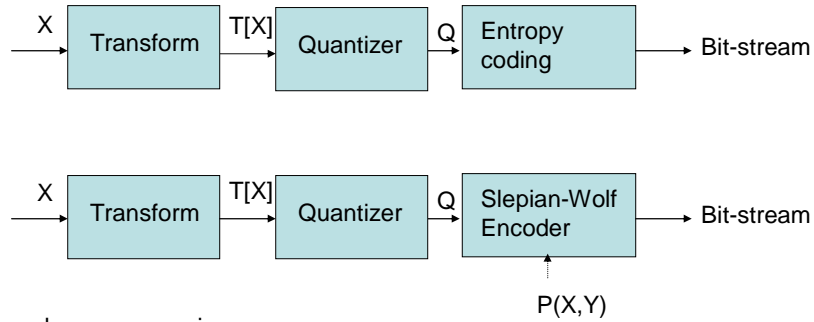 X
Transform
T[X]
Quantizer
Q
Entropy
coding
Bit-stream
X
Transform
T[X]
Quantizer
Q
Slepian-Wolf
Encoder
Bit-stream
P(X,Y)